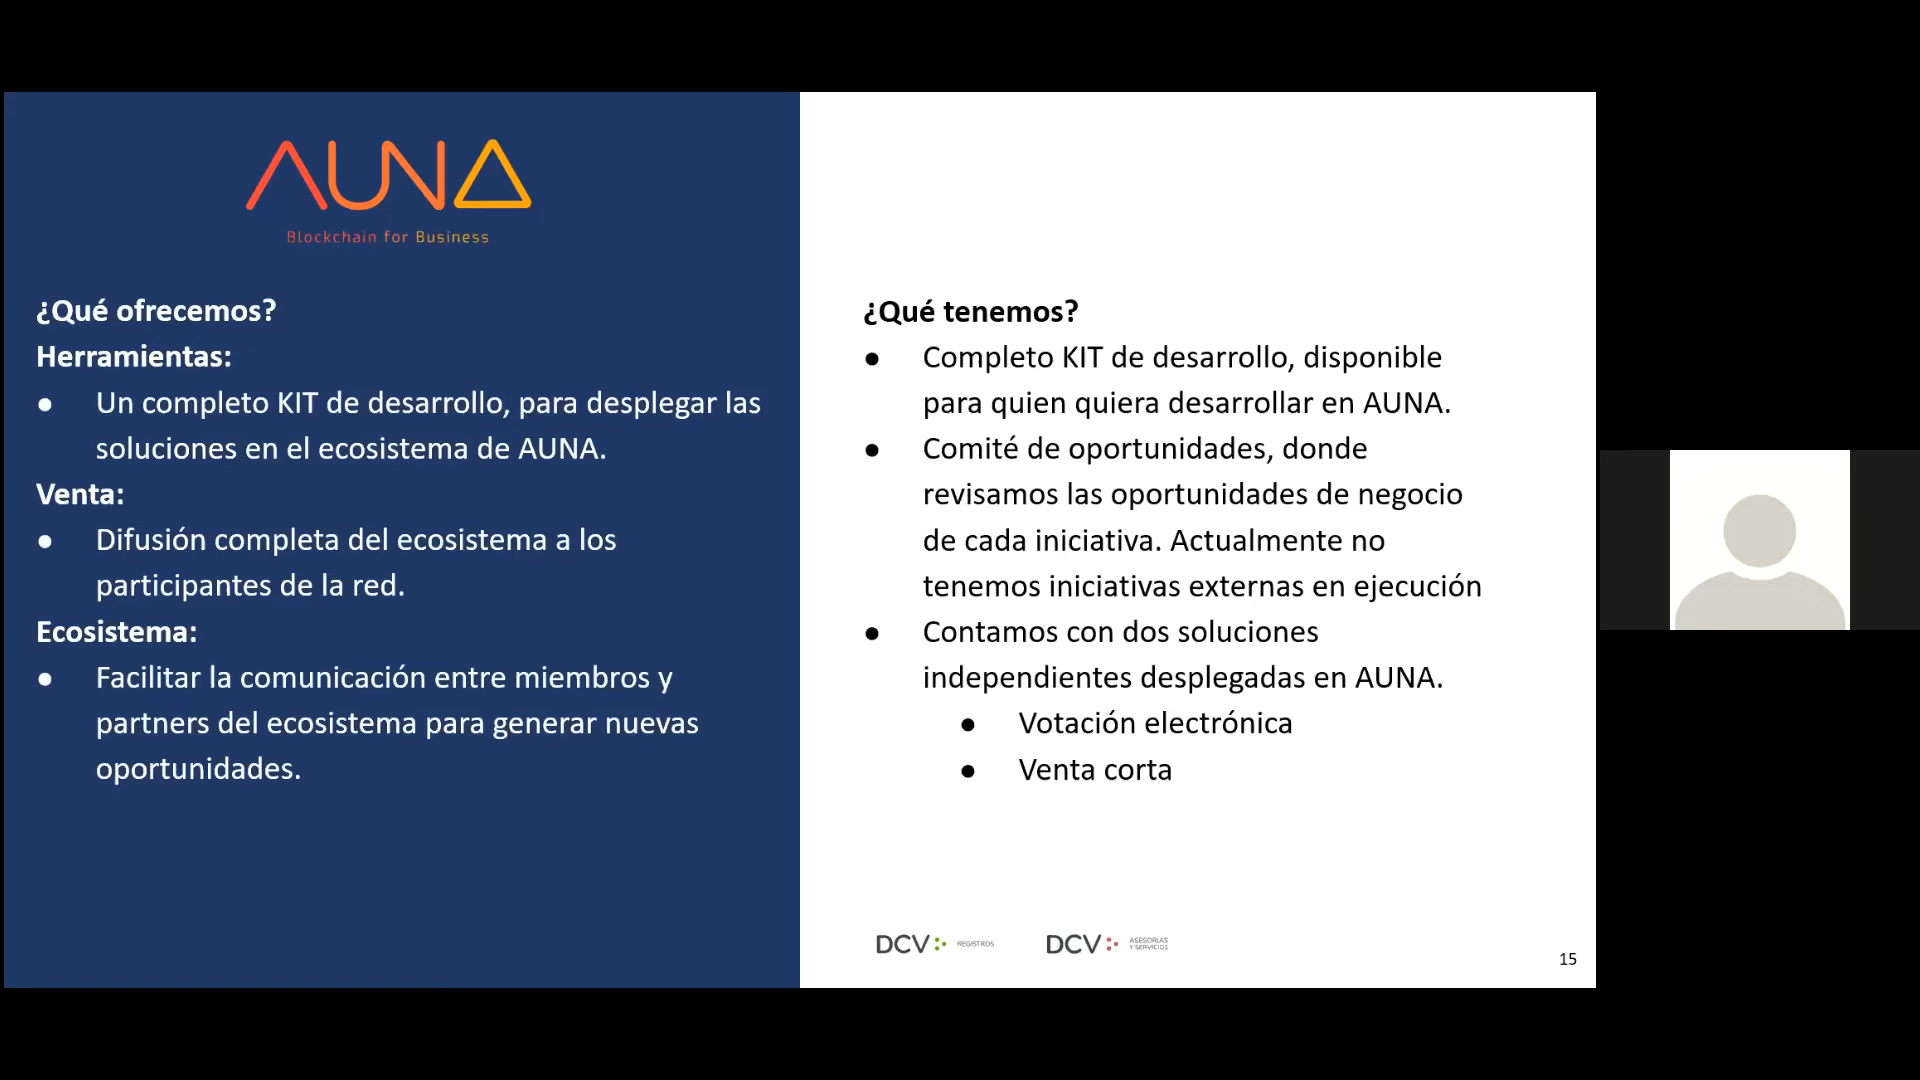 AUNA
Blockchain for Business
¿Qué ofrecemos?
Herramientas:
● Un completo KIT de desarrollo, para desplegar las
soluciones en el ecosistema de AUNA.
Venta:
● Difusión completa del ecosistema a los
participantes de la red.
Ecosistema:
● Facilitar la comunicación entre miembros y
partners del ecosistema para generar nuevas
oportunidades.
¿Qué tenemos?
● Completo KIT de desarrollo, disponible
para quien quiera desarrollar en AUNA.
● Comité de oportunidades, donde
revisamos las oportunidades de negocio
de cada iniciativa. Actualmente no
tenemos iniciativas externas en ejecución
● Contamos con dos soluciones
independientes desplegadas en AUNA.
● Votación electrónica
● Venta corta
DCV REGISTROS
DCV ASESORIAS
Y SERVICIOS
15